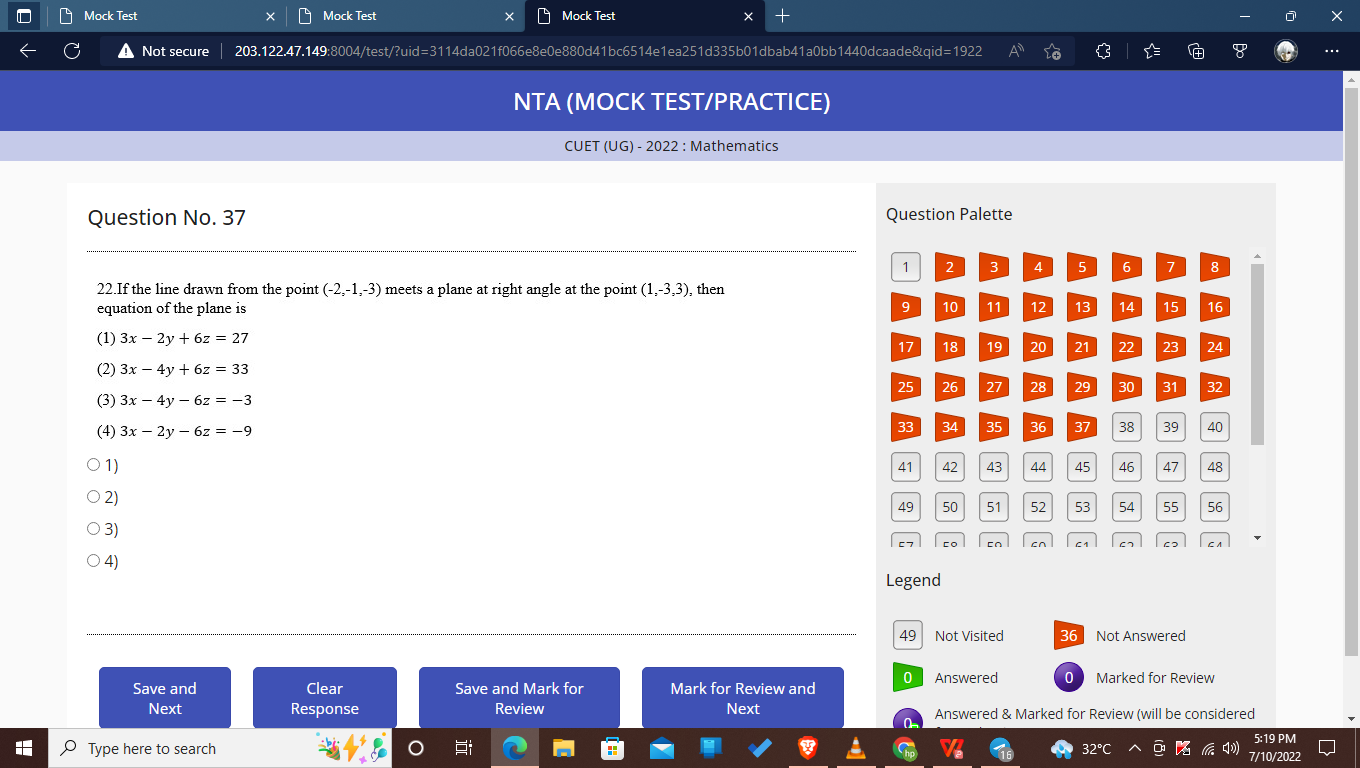 Mock Test
Mock Test
Mock Test
Not secure
203.122.47.149:8004/test/?uid=3114da021f066e8e0e880d41bc6514e1ea251d335b01dbab41a0bb1440dcaade&qid=1922
NTA (MOCK TEST/PRACTICE)
CUET (UG) - 2022 : Mathematics
Question No. 37
22.If the line drawn from the point (-2,-1,-3) meets a plane at right angle at the point (1,-3,3), then
equation of the plane is
(1) 3x − 2y + 6z = 27
(2) 3x − 4y + 6z = 33
(3) 3x − 4y − 6z = −3
(4) 3x − 2y − 6z = −9
1)
2)
3)
4)
Save and
Next
Clear
Response
Save and Mark for
Review
Mark for Review and
Next
Question Palette
1 2 3 4 5 6 7 8
9 10 11 12 13 14 15 16
17 18 19 20 21 22 23 24
25 26 27 28 29 30 31 32
33 34 35 36 37 38 39 40
41 42 43 44 45 46 47 48
49 50 51 52 53 54 55 56
57 58 59 60 61 62 63 64
Legend
49 Not Visited
36 Not Answered
0 Answered
0 Marked for Review
0 Answered & Marked for Review (will be considered
Type here to search
hp
16
32°C
5:19 PM
7/10/2022